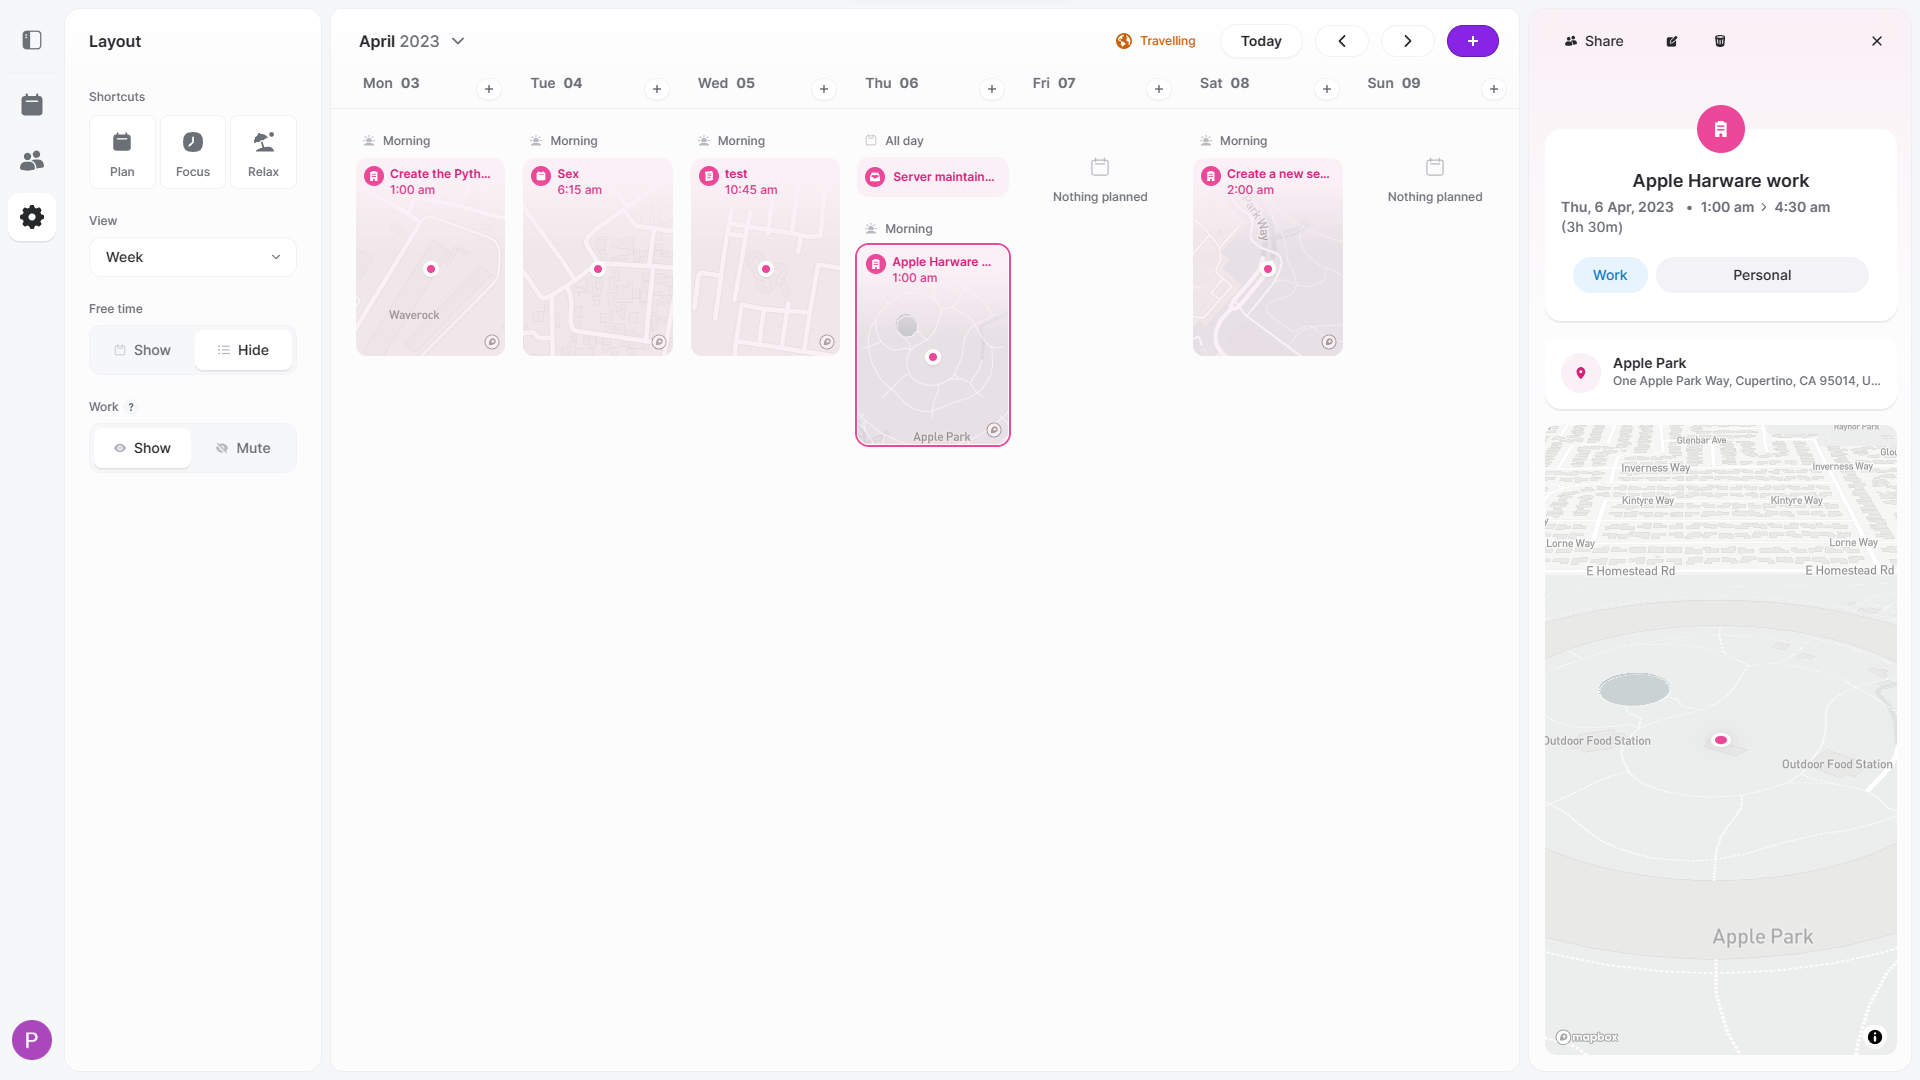 Layout
Shortcuts
Plan
Focus
Relax
View
Week
Free time
Show
Hide
Work ?
Show
Mute
P
April 2023
Travelling
Today
Mon 03
Tue 04
Wed 05
Thu 06
Fri 07
Sat 08
Sun 09
Morning
Create the Pyth...
1:00 am
Waverock
Morning
Sex
6:15 am
Morning
test
10:45 am
All day
Server maintain...
Morning
Apple Harware ...
1:00 am
Apple Park
Nothing planned
Morning
Create a new se...
2:00 am
Park Way
Nothing planned
Share
Apple Harware work
Thu, 6 Apr, 2023 • 1:00 am > 4:30 am
(3h 30m)
Work
Personal
Apple Park
One Apple Park Way, Cupertino, CA 95014, U...
Raynor Park
Glenbar Ave
Inverness Way
Inverness Way
Kintyre Way
Kintyre Way
Lorne Way
Lorne Way
E Homestead Rd
E Homestead Rd
Outdoor Food Station
Outdoor Food Station
Apple Park
mapbox